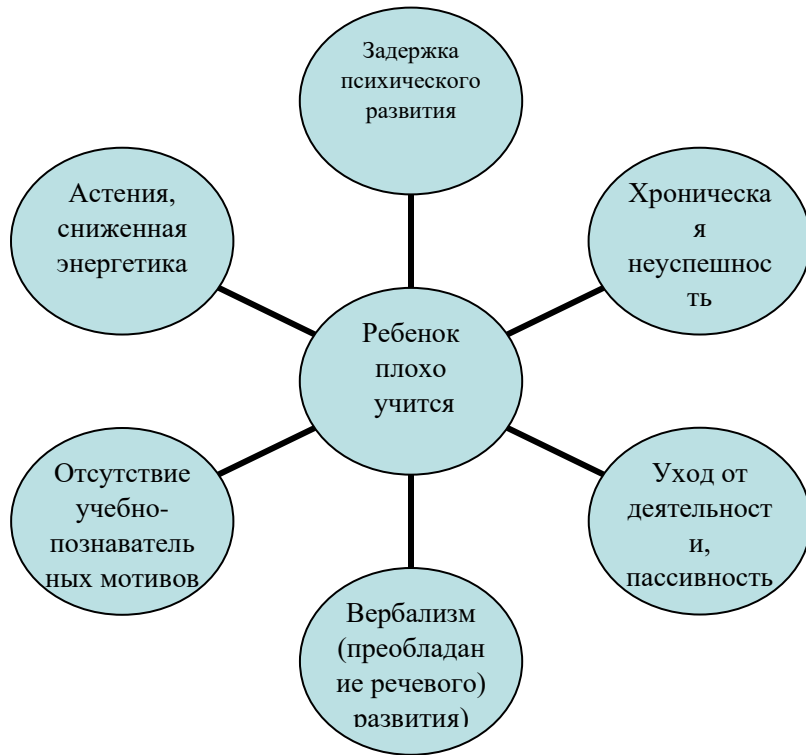 Задержка
психического
развития
Хроническа
я
неуспешнос
ть
Уход от
деятельност
и,
пассивность
Вербализм
(преобладан
ие речевого)
развития)
Отсутствие
учебно-
познаватель
ных мотивов
Астения,
сниженная
энергетика
Ребенок
плохо
учится